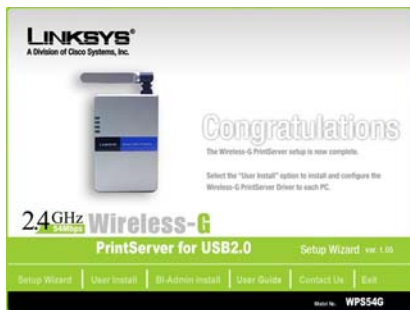 LINKSYS®
A Division of Cisco Systems, Inc.
Congratulations
The Wireless-G PrintServer setup is now complete.
Select the "User Install" option to install and configure the
Wireless-G PrintServer Driver to each PC.
2.4 GHz
54Mbps
Wireless-G
PrintServer for USB2.0
Setup Wizard ver. 1.05
Setup Wizard
User Install
Bi-Admin Install
User Guide
Contact Us
Exit
Model No. WPS54G